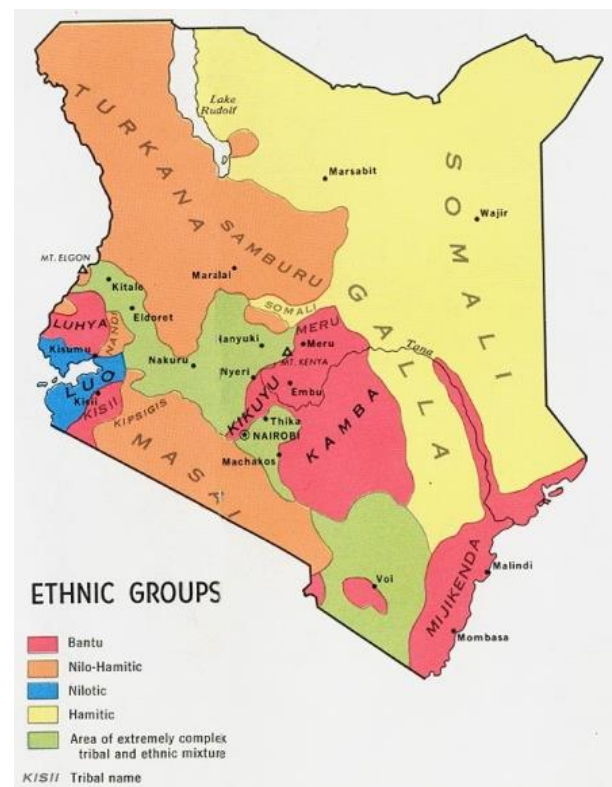 Lake
Rudolf
TURKANA
Marsabit
SOMALI
Wajir
SAMBURU
MT. ELGON
Maralal
Kitale
GALLA
SOMALI
Eldoret
LUHYA
NANDI
MERU
Kisumu
Nanyuki
Meru
Tana
Nakuru
MT. KENYA
LUO
Nyeri
Embu
Kisii
KISII
KIKUYU
KAMBA
KIPSIGIS
Thika
NAIROBI
MASAI
Machakos
Voi
Malindi
MIJIKENDA
Mombasa
ETHNIC GROUPS
Bantu
Nilo-Hamitic
Nilotic
Hamitic
Area of extremely complex
tribal and ethnic mixture
KISII Tribal name